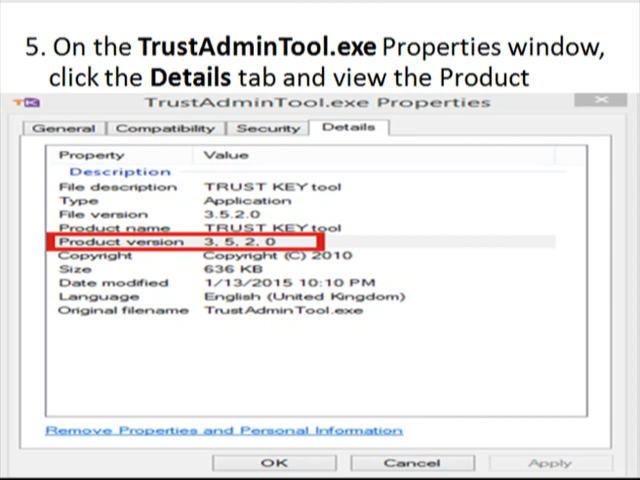 5. On the TrustAdminTool.exe Properties window,
click the Details tab and view the Product
TK TrustAdminTool.exe Properties
General Compatibility Security Details
Property Value
Description
File description TRUST KEY tool
Type Application
File version 3.5.2.0
Product name TRUST KEY tool
Product version 3, 5, 2, 0
Copyright Copyright (C) 2010
Size 636 KB
Date modified 1/13/2015 10:10 PM
Language English (United Kingdom)
Original filename TrustAdminTool.exe
Remove Properties and Personal Information
OK Cancel Apply